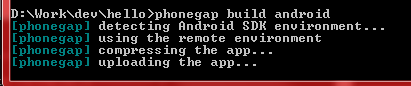 D:\Work\dev\hello>phonegap build android
[phonegap] detecting Android SDK environment...
[phonegap] using the remote environment
[phonegap] compressing the app...
[phonegap] uploading the app...